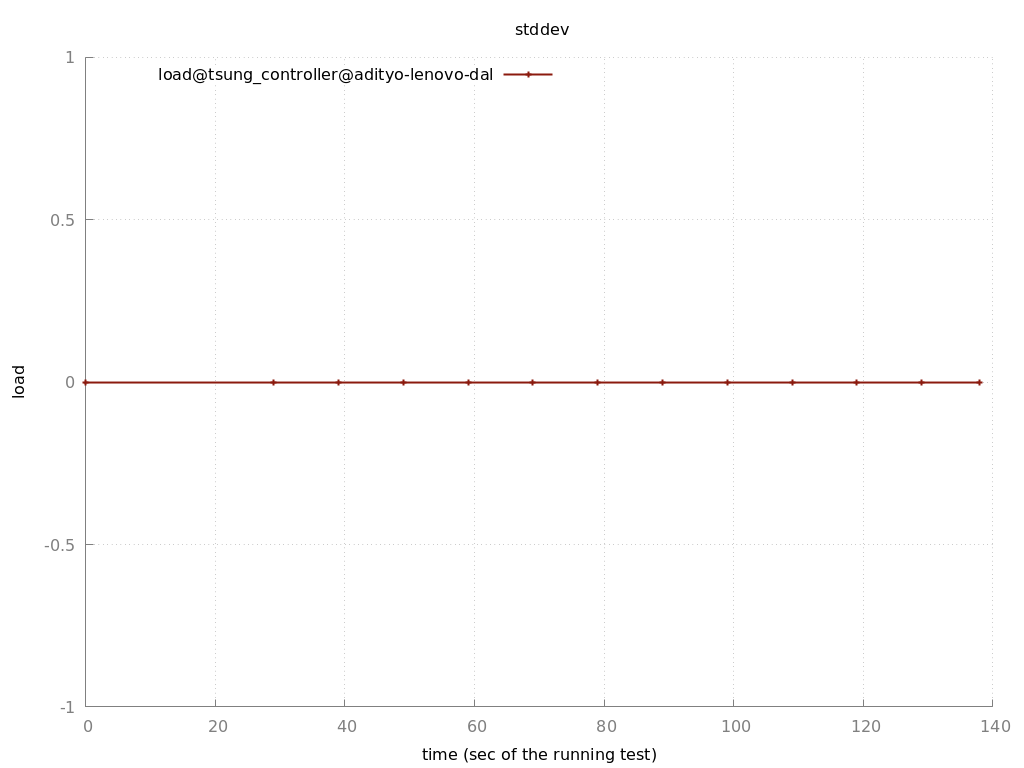 stddev
load@tsung_controller@adityo-lenovo-dal
1
0.5
0
-0.5
-1
load
0 20 40 60 80 100 120 140
time (sec of the running test)